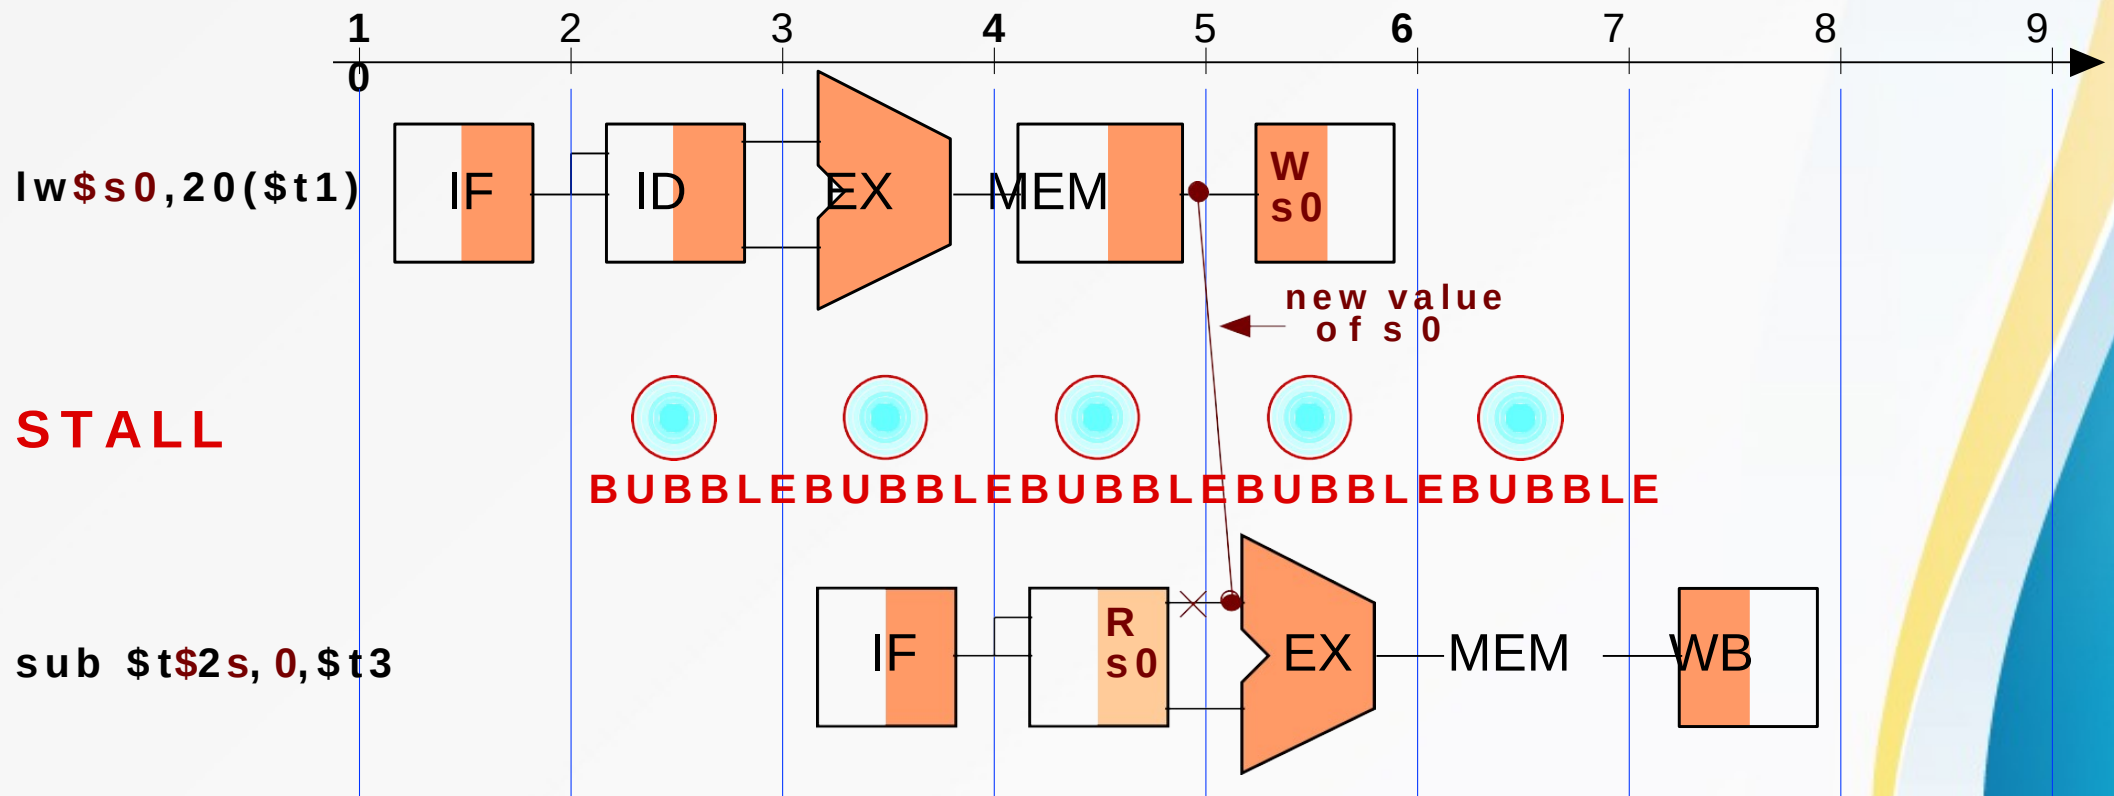 1 2 3 4 5 6 7 8 9
0
lw$s0,20($t1)
IF ID EX MEM
W
s0
new value
of s0
STALL
BUBBLEBUBBLEBUBBLEBUBBLEBUBBLE
sub $t$2s, 0,$t3
IF
R
s0
EX MEM WB